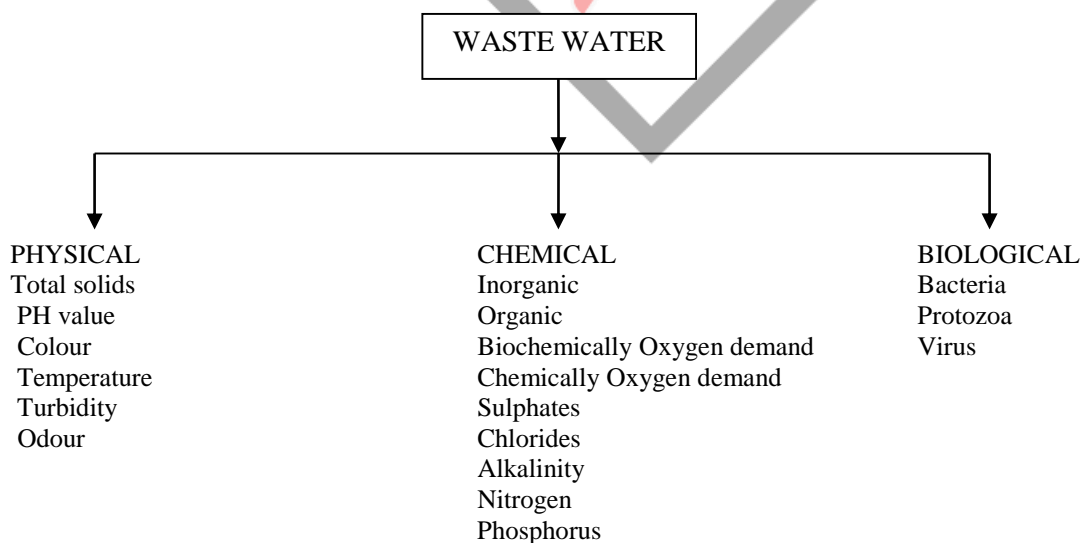 WASTE WATER
PHYSICAL
Total solids
PH value
Colour
Temperature
Turbidity
Odour
CHEMICAL
Inorganic
Organic
Biochemically Oxygen demand
Chemically Oxygen demand
Sulphates
Chlorides
Alkalinity
Nitrogen
Phosphorus
BIOLOGICAL
Bacteria
Protozoa
Virus